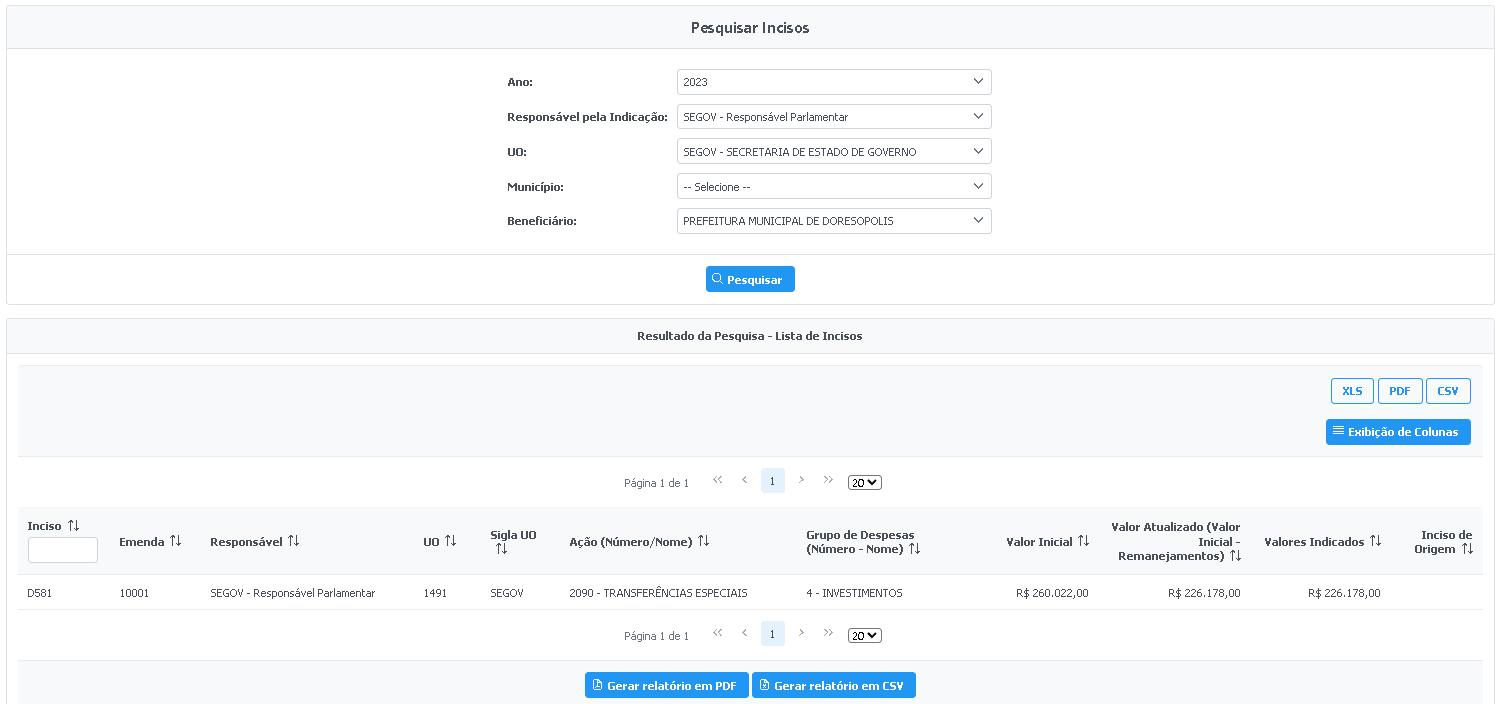 Pesquisar Incisos
Ano:
2023
Responsável pela Indicação:
SEGOV - Responsável Parlamentar
UO:
SEGOV - SECRETARIA DE ESTADO DE GOVERNO
Município:
-- Selecione --
Beneficiário:
PREFEITURA MUNICIPAL DE DORESOPOLIS
Pesquisar
Resultado da Pesquisa - Lista de Incisos
XLS PDF CSV
Exibição de Colunas
Página 1 de 1 1 20
Inciso
Emenda
Responsável
UO
Sigla UO
Ação (Número/Nome)
Grupo de Despesas
(Número - Nome)
Valor Inicial
Valor Atualizado (Valor
Inicial -
Remanejamentos)
Valores Indicados
Inciso de
Origem
D581 10001 SEGOV - Responsável Parlamentar 1491 SEGOV 2090 - TRANSFERÊNCIAS ESPECIAIS 4 - INVESTIMENTOS R$ 260.022,00 R$ 226.178,00 R$ 226.178,00
Página 1 de 1 1 20
Gerar relatório em PDF Gerar relatório em CSV